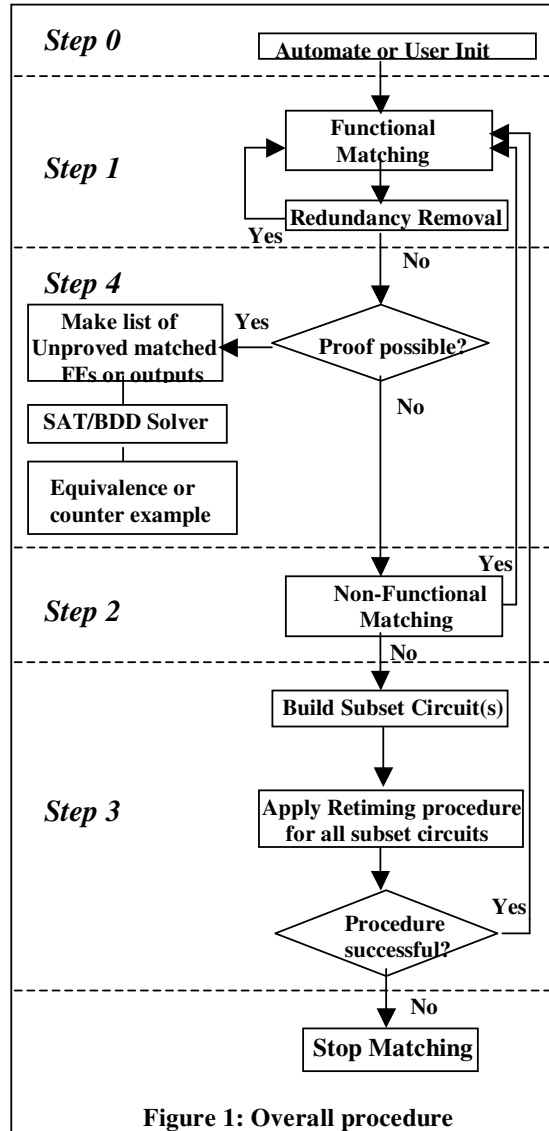 Step 0
Automate or User Init
Step 1
Functional
Matching
Redundancy Removal
Yes
No
Step 4
Make list of
Unproved matched
FFs or outputs
Yes
Proof possible?
SAT/BDD Solver
No
Equivalence or
counter example
Step 2
Yes
Non-Functional
Matching
No
Build Subset Circuit(s)
Step 3
Apply Retiming procedure
for all subset circuits
Yes
Procedure
successful?
No
Stop Matching
Figure 1: Overall procedure